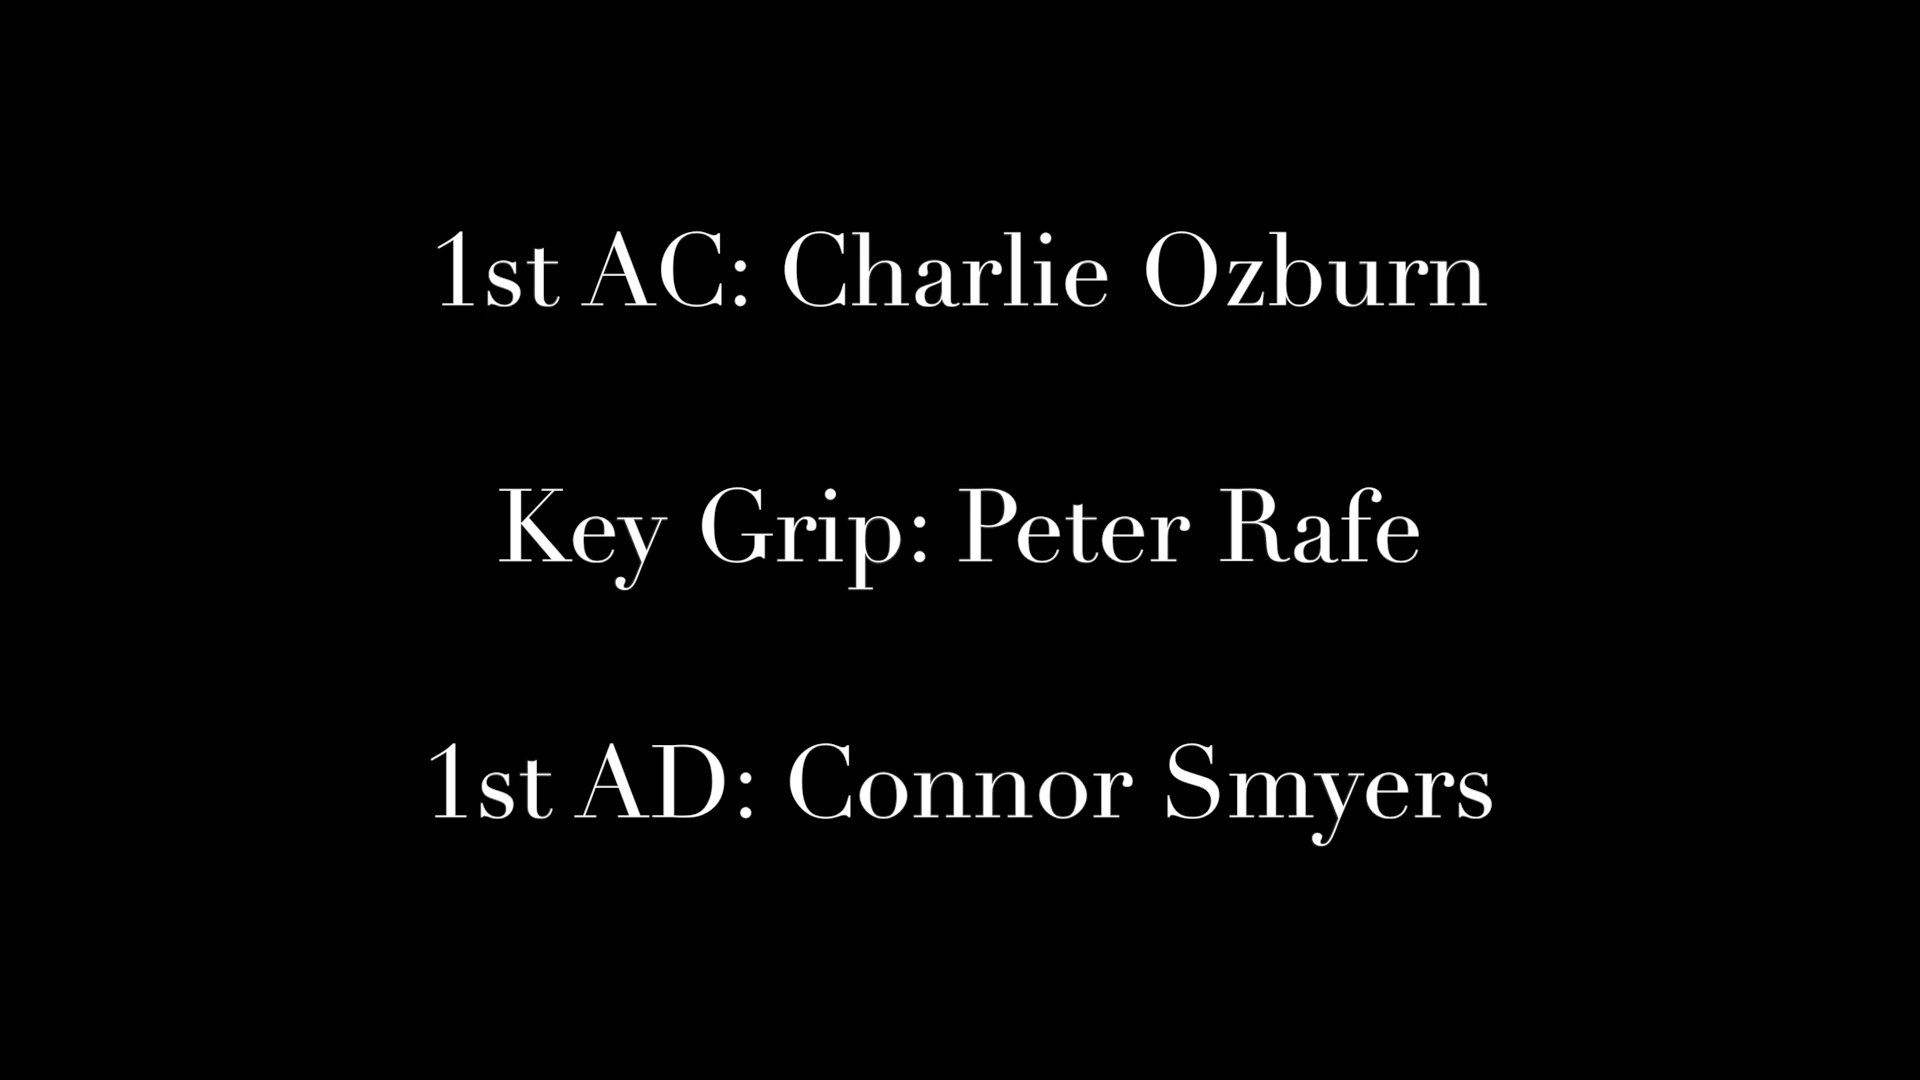 1st AC: Charlie Ozburn
Key Grip: Peter Rafe
1st AD: Connor Smyers